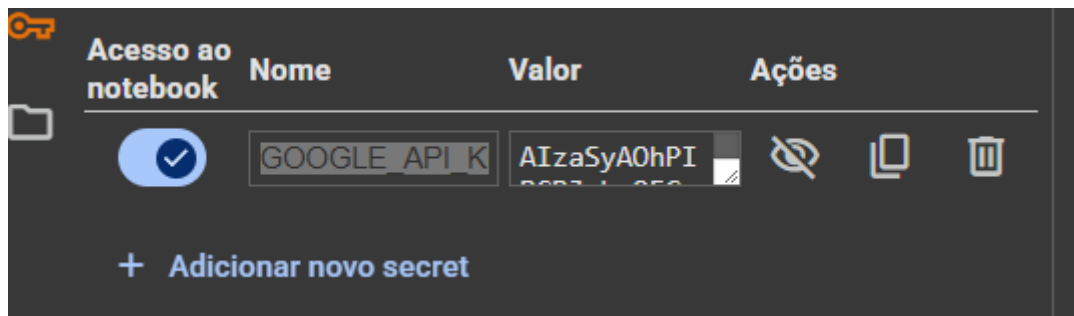 Acesso ao
notebook
Nome
Valor
Ações
GOOGLE_API_K
AIzaSyAOhPI
+ Adicionar novo secret